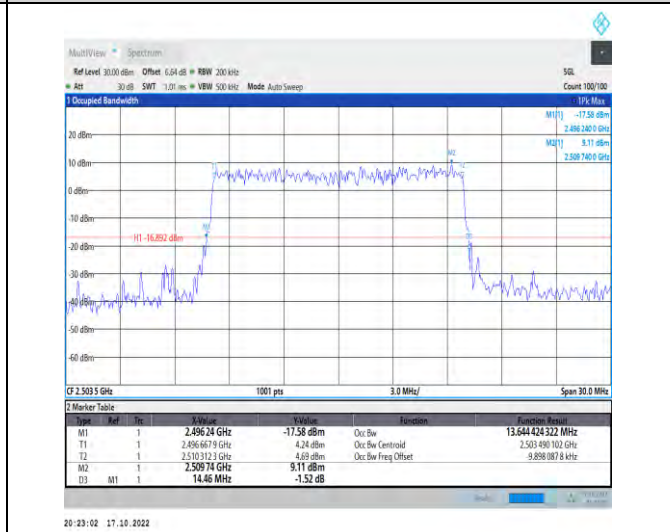 MultiView Spectrum
Ref Level 30.00 dBm Offset 6.64 dB RBW 200 kHz SGL
Att 30 dB SWT 1.01 ms VBW 500 kHz Mode Auto Sweep Count 100/100
1 Occupied Bandwidth 1Pk Max
M1[1] -17.58 dBm
2.496 240 0 GHz
M2[1] 9.11 dBm
2.509 740 0 GHz
20 dBm
M2
10 dBm
0 dBm
-10 dBm
H1 -16.892 dBm
-20 dBm
-30 dBm
-40 dBm
-50 dBm
-60 dBm
CF 2.503 5 GHz 1001 pts 3.0 MHz/ Span 30.0 MHz
2 Marker Table
Type Ref Trc X-Value Y-Value Function Function Result
M1 1 2.496 24 GHz -17.58 dBm Occ Bw 13.644 424 322 MHz
T1 1 2.496 667 9 GHz 4.24 dBm Occ Bw Centroid 2.503 490 102 GHz
T2 1 2.510 312 3 GHz 4.69 dBm Occ Bw Freq Offset -9.898 087 8 kHz
M2 1 2.509 74 GHz 9.11 dBm
D3 M1 1 14.46 MHz -1.52 dB
20:23:02 17.10.2022